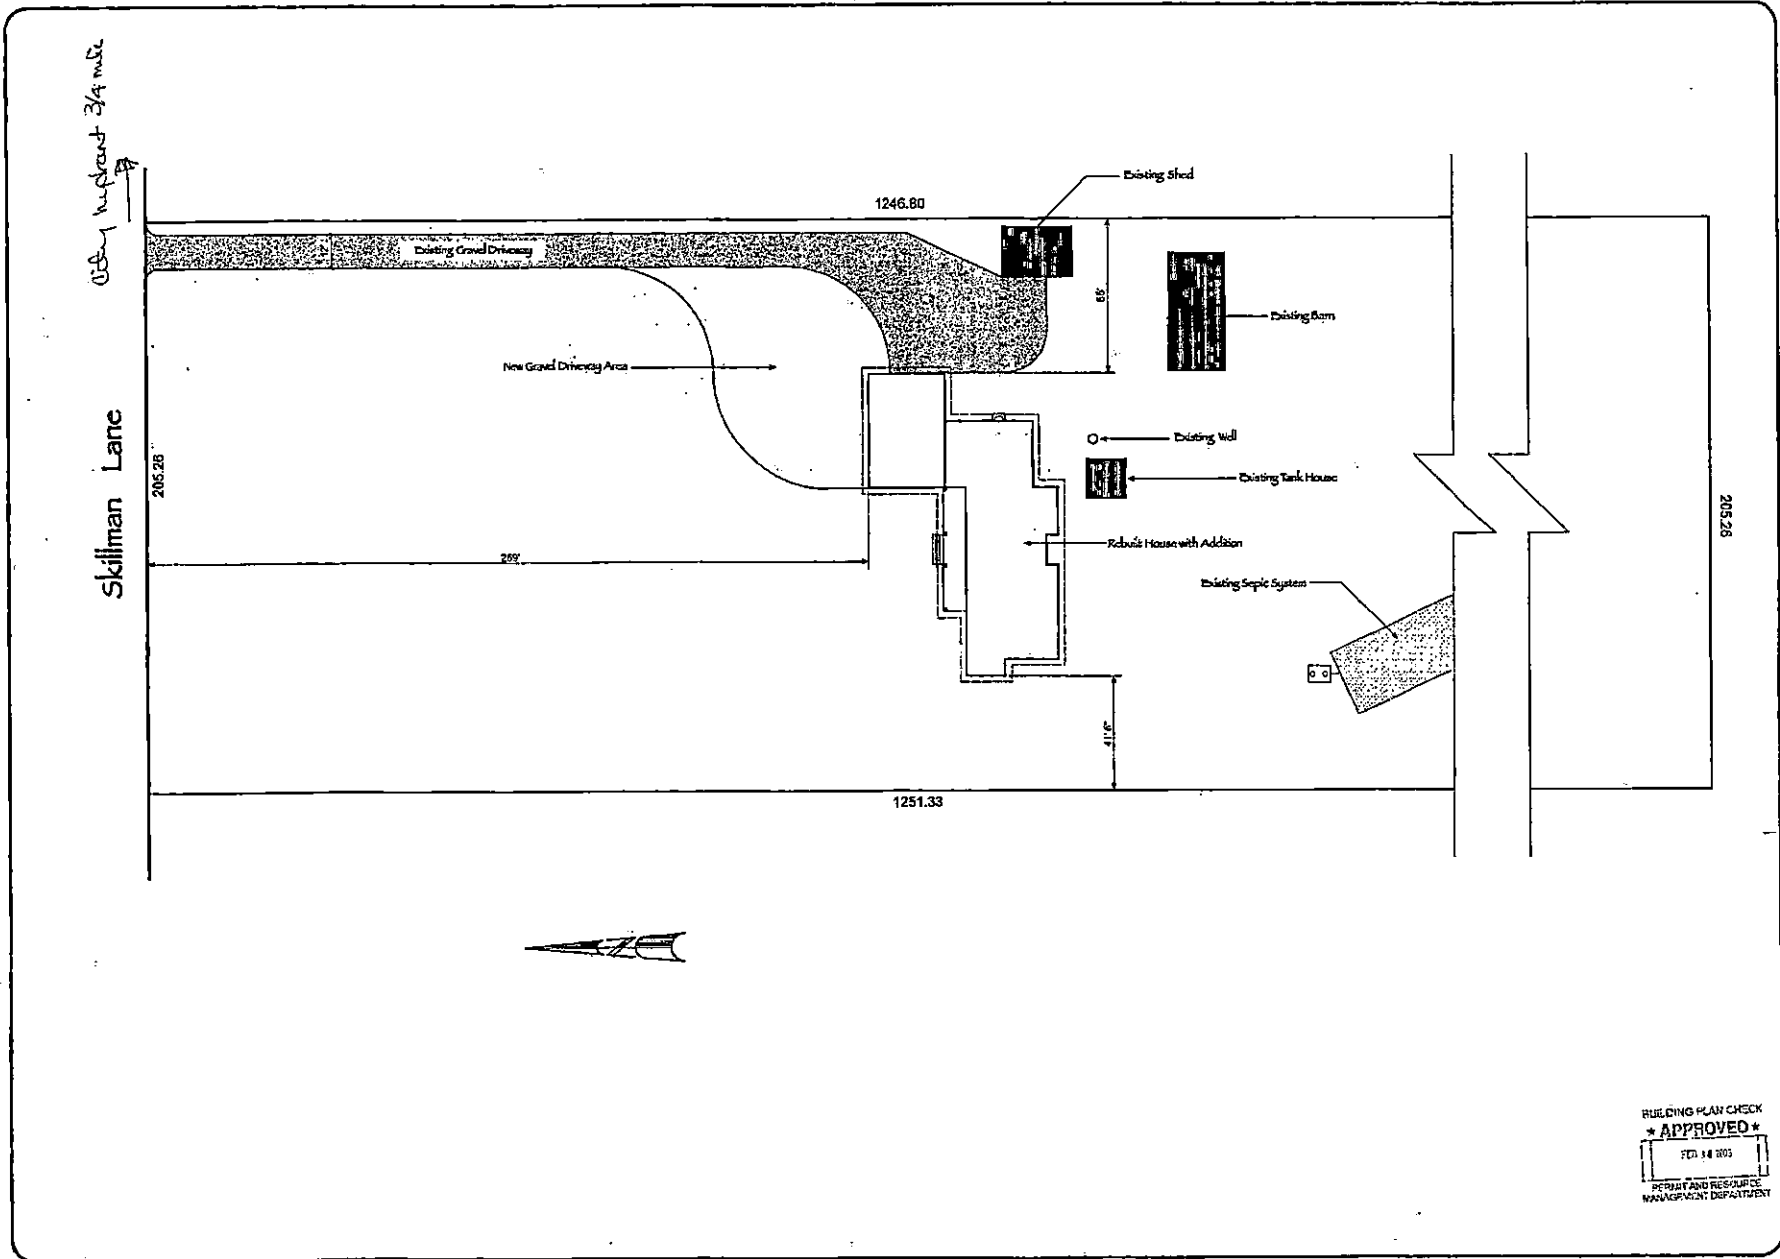 City hydrant 3/4 mile
Existing Shed
1246.80
Existing Gravel Driveway
Existing Barn
New Gravel Driveway Area
Existing Well
Skillman Lane
205.26
Existing Tank House
205.26
Rebuilt House with Addition
259'
Existing Sepic System
41'6"
1251.33
BUILDING PLAN CHECK
★ APPROVED ★
PERMIT AND RESOURCE
MANAGEMENT DEPARTMENT